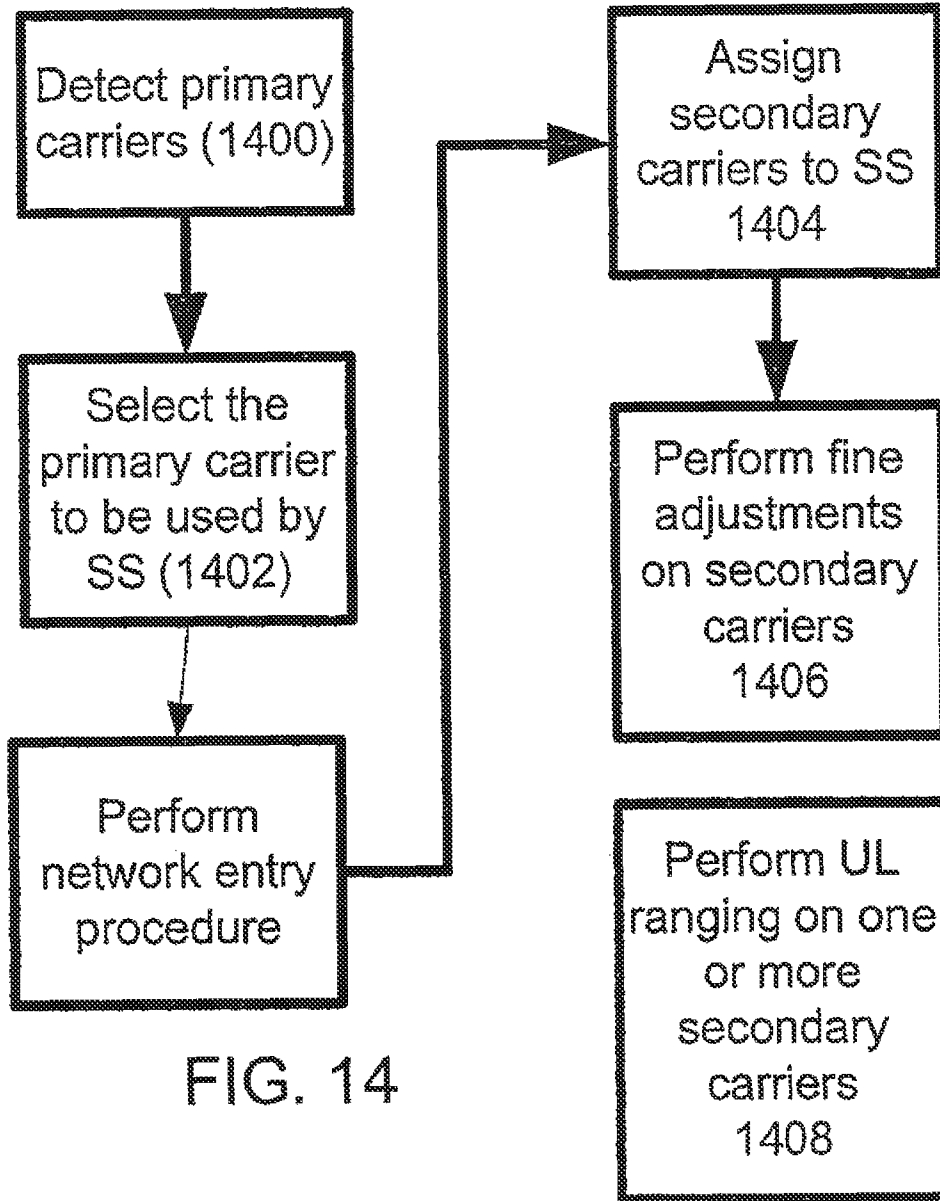 Detect primary
carriers (1400)
Select the
primary carrier
to be used by
SS (1402)
Perform
network entry
procedure
Assign
secondary
carriers to SS
1404
Perform fine
adjustments
on secondary
carriers
1406
Perform UL
ranging on one
or more
secondary
carriers
1408
FIG. 14